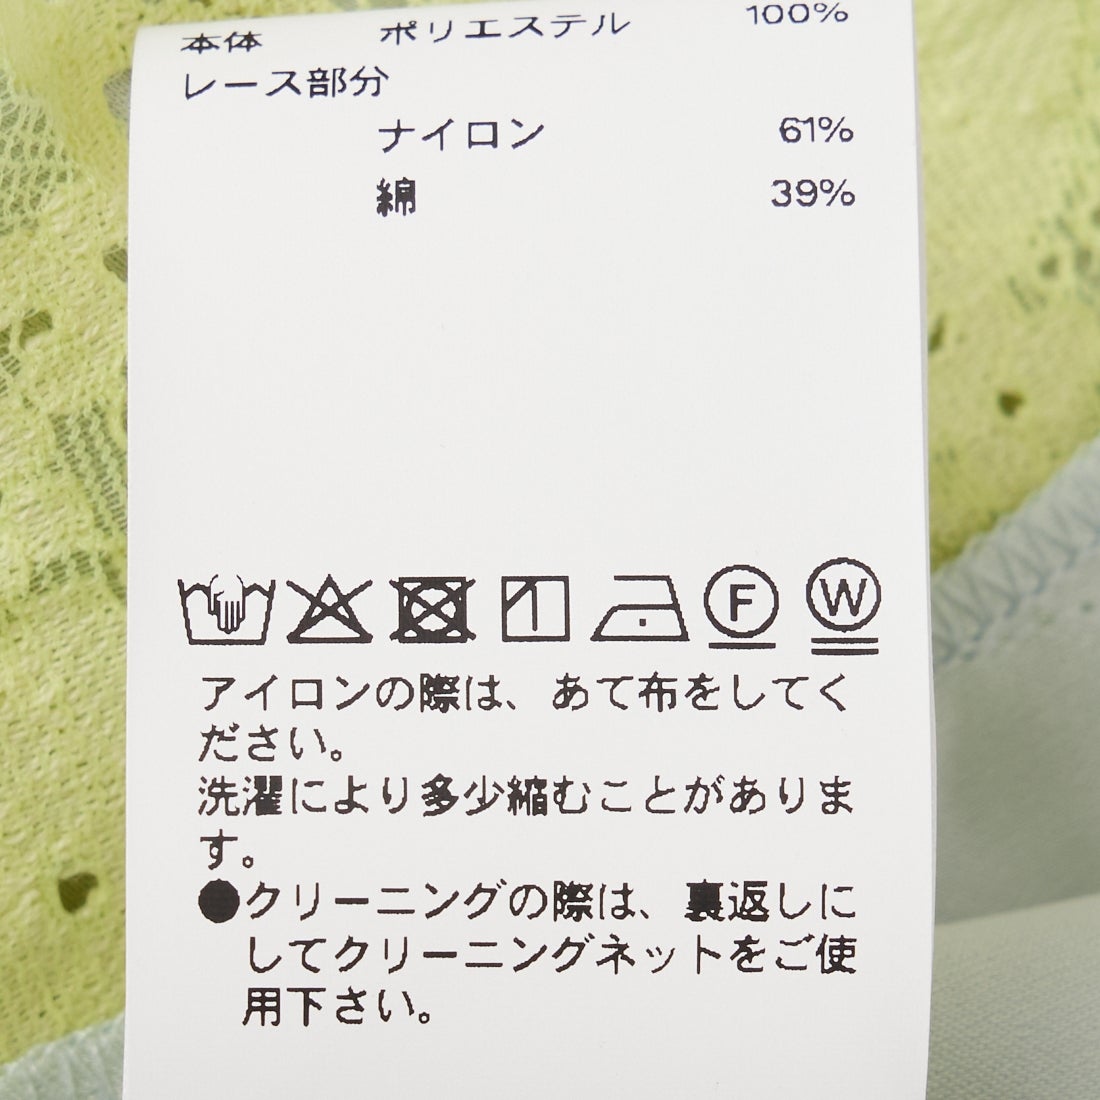 本体 ポリエステル 100%
レース部分
ナイロン 61%
綿 39%
F W
アイロンの際は、あて布をしてく
ださい。
洗濯により多少縮むことがありま
す。
●クリーニングの際は、裏返しに
してクリーニングネットをご使
用下さい。